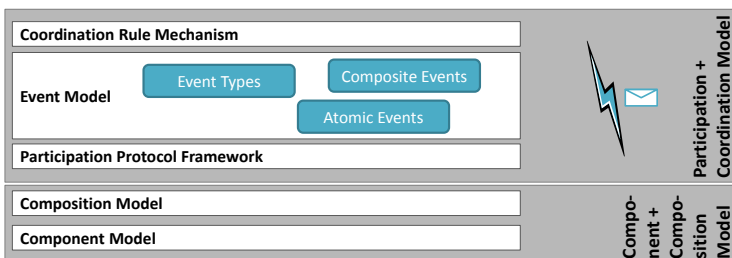 Coordination Rule Mechanism
Event Model
Event Types
Composite Events
Atomic Events
Participation Protocol Framework
Participation +
Coordination Model
Composition Model
Component Model
Compo-
nent +
Compo-
sition
Model